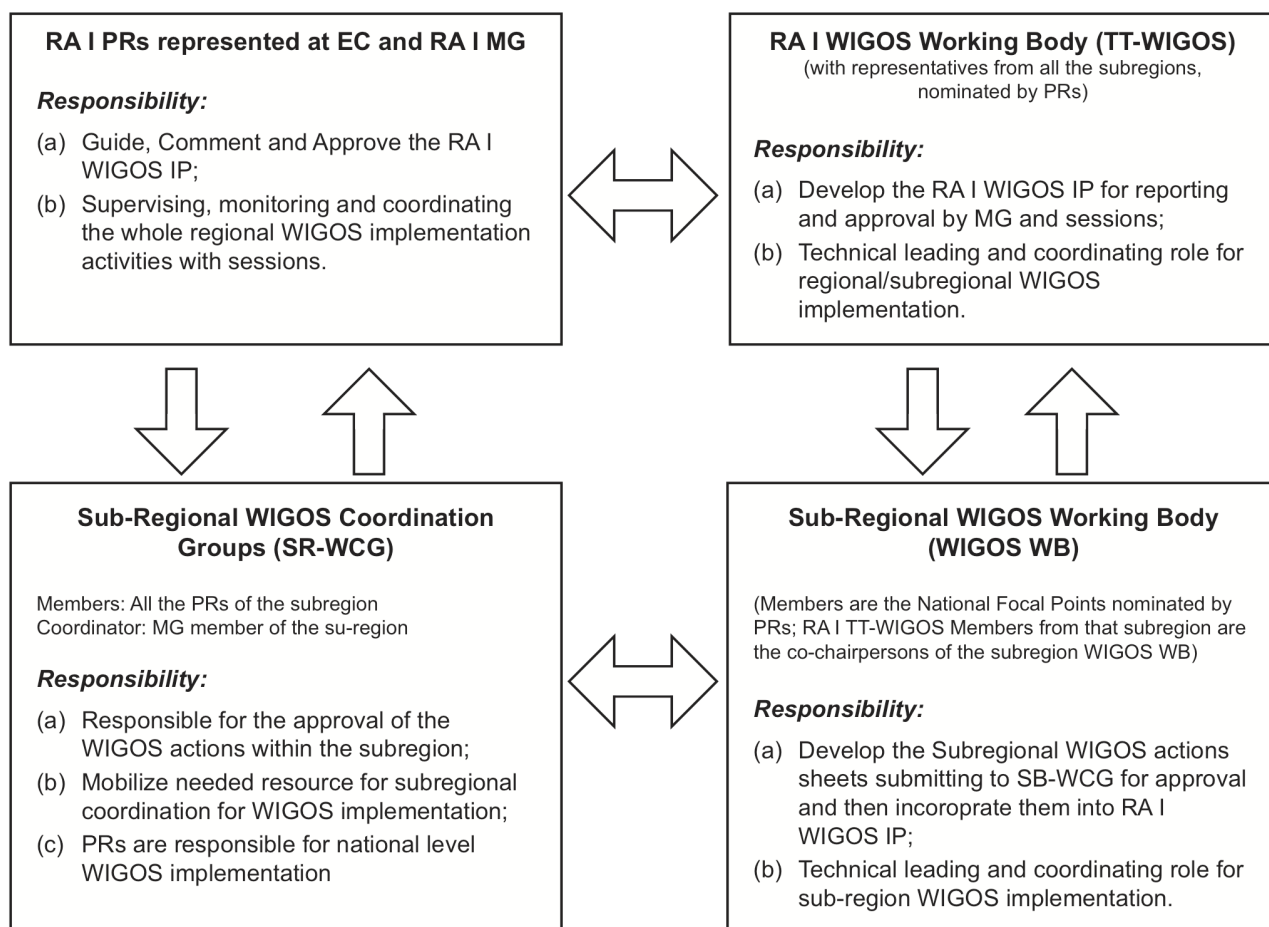 RA I PRs represented at EC and RA I MG
Responsibility:
(a) Guide, Comment and Approve the RA I
WIGOS IP;
(b) Supervising, monitoring and coordinating
the whole regional WIGOS implementation
activities with sessions.
RA I WIGOS Working Body (TT-WIGOS)
(with representatives from all the subregions,
nominated by PRs)
Responsibility:
(a) Develop the RA I WIGOS IP for reporting
and approval by MG and sessions;
(b) Technical leading and coordinating role for
regional/subregional WIGOS
implementation.
Sub-Regional WIGOS Coordination
Groups (SR-WCG)
Members: All the PRs of the subregion
Coordinator: MG member of the su-region
Responsibility:
(a) Responsible for the approval of the
WIGOS actions within the subregion;
(b) Mobilize needed resource for subregional
coordination for WIGOS implementation;
(c) PRs are responsible for national level
WIGOS implementation
Sub-Regional WIGOS Working Body
(WIGOS WB)
(Members are the National Focal Points nominated by
PRs; RA I TT-WIGOS Members from that subregion are
the co-chairpersons of the subregion WIGOS WB)
Responsibility:
(a) Develop the Subregional WIGOS actions
sheets submitting to SB-WCG for approval
and then incoroprate them into RA I
WIGOS IP;
(b) Technical leading and coordinating role for
sub-region WIGOS implementation.